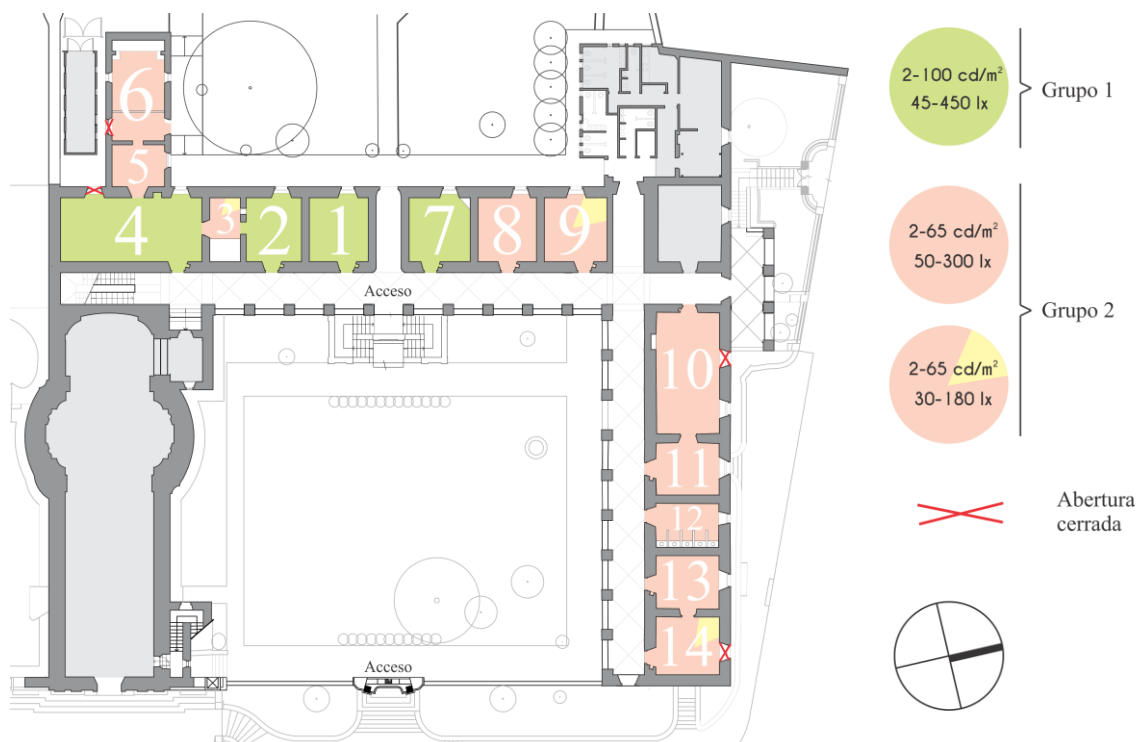 6
5
4
3
2
1
7
8
9
Acceso
10
11
12
13
14
Acceso
2-100 cd/m²
45-450 lx
Grupo 1
2-65 cd/m²
50-300 lx
Grupo 2
2-65 cd/m²
30-180 lx
Abertura
cerrada